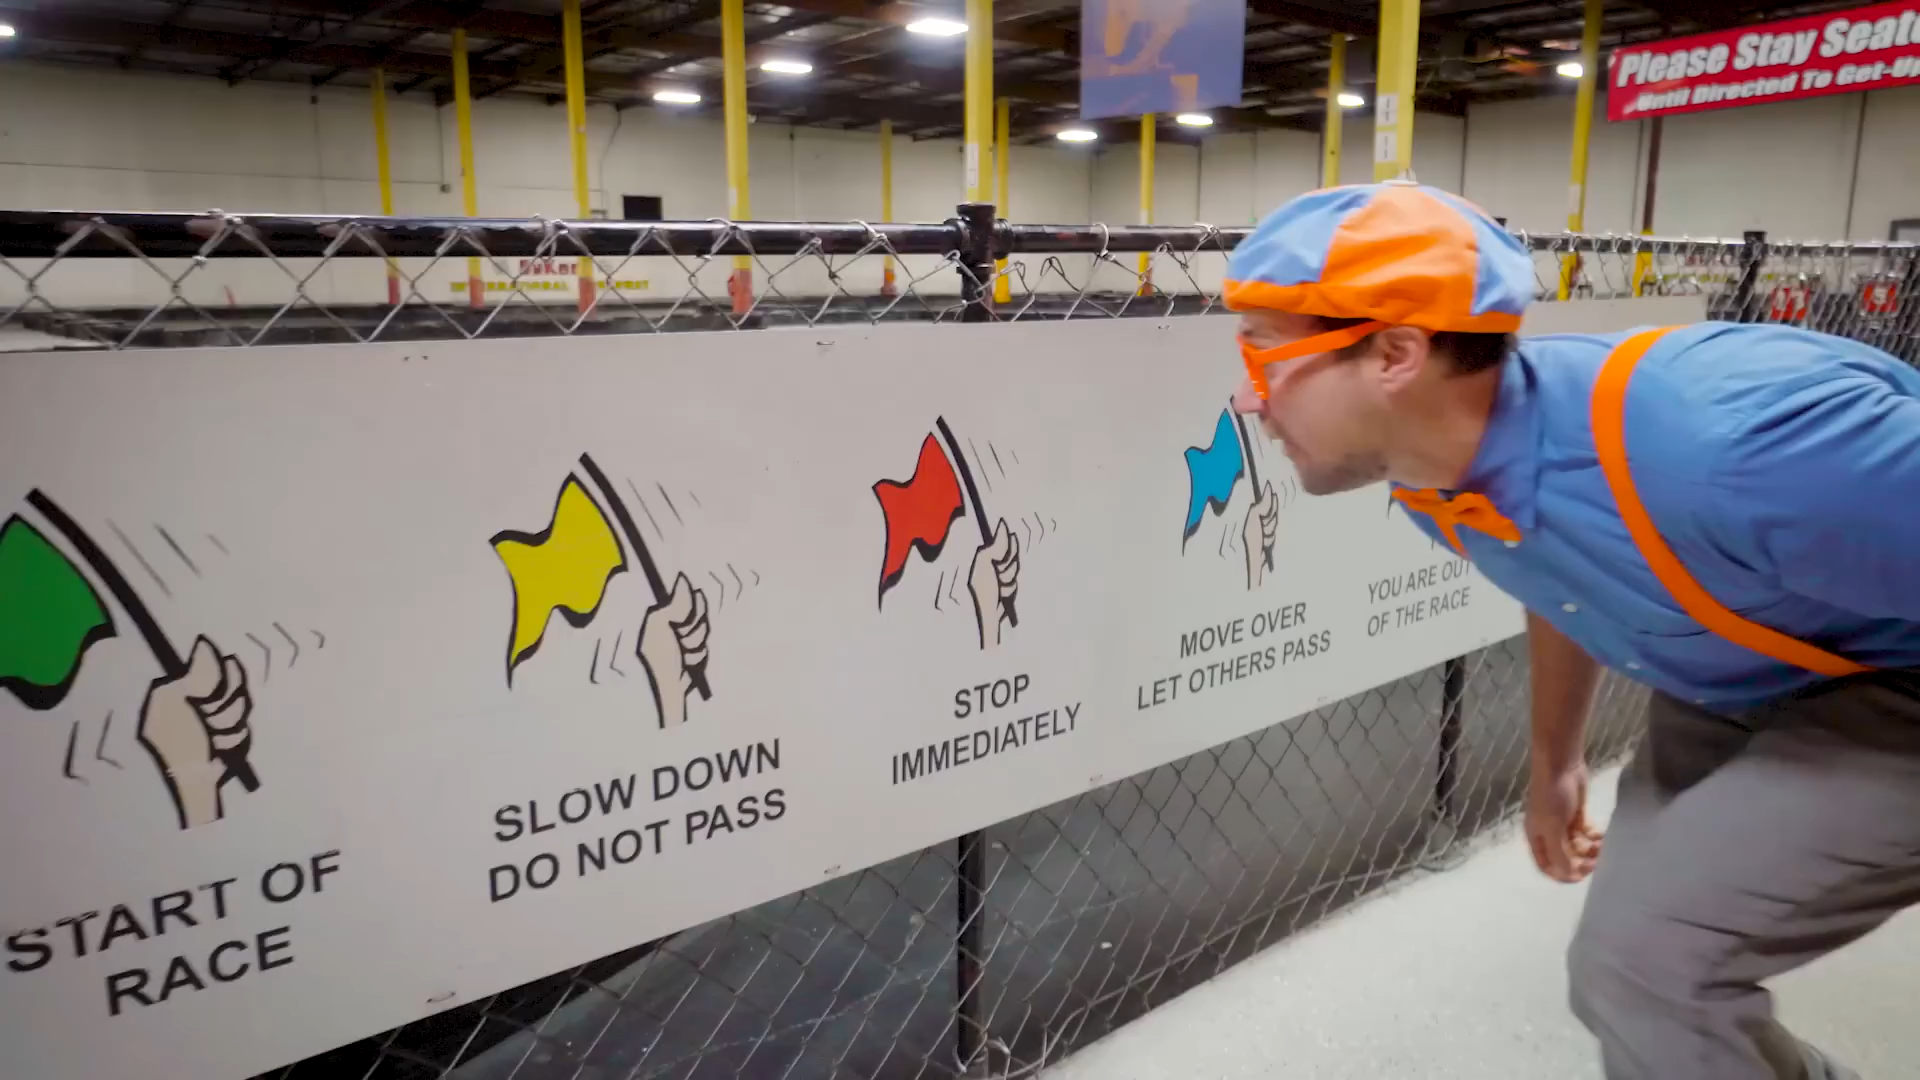 Please Stay Seate
Until Directed To Get-Up
START OF
RACE
SLOW DOWN
DO NOT PASS
STOP
IMMEDIATELY
MOVE OVER
LET OTHERS PASS
YOU ARE OUT
OF THE RACE